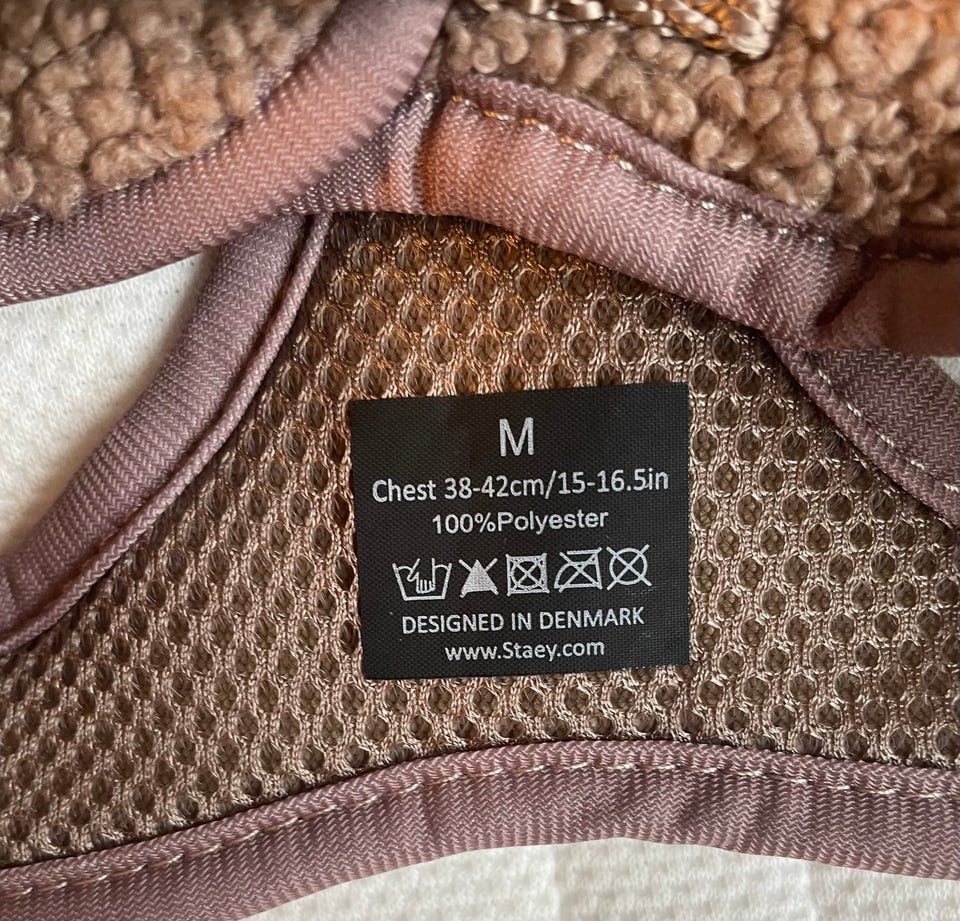 M
Chest 38-42cm/15-16.5in
100%Polyester
DESIGNED IN DENMARK
www.Staey.com